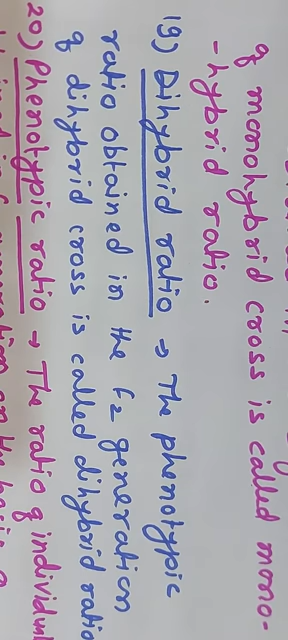 of monohybrid cross is called mono-
-hybrid ratio.
19) Dihybrid ratio → The phenotypic
ratio obtained in the f2 generation
of dihybrid cross is called dihybrid ratio
20) Phenotypic ratio → The ratio of individual